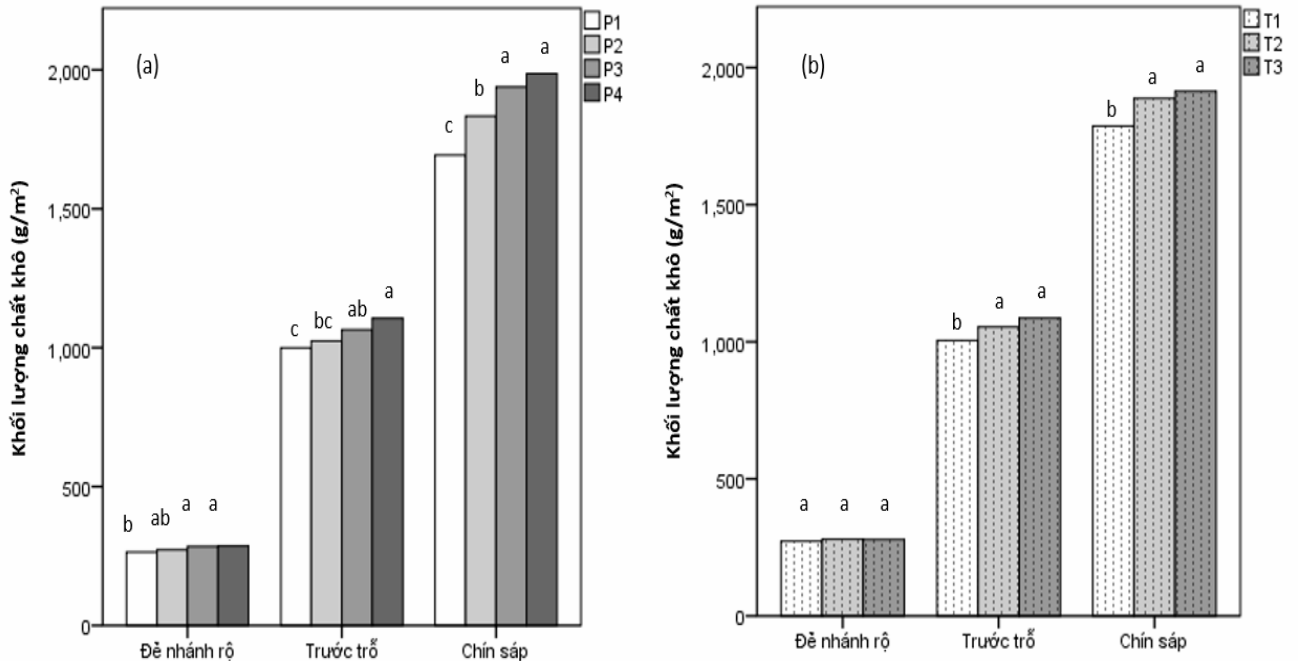 (a)
P1
P2
P3
P4
Khối lượng chất khô (g/m²)
2,000
1,500
1,000
500
0
b
ab
a
a
c
bc
ab
a
c
b
a
a
Đẻ nhánh rộ
Trước trỗ
Chín sáp
(b)
T1
T2
T3
Khối lượng chất khô (g/m²)
2,000
1,500
1,000
500
0
a
a
a
b
a
a
b
a
a
Đẻ nhánh rộ
Trước trỗ
Chín sáp